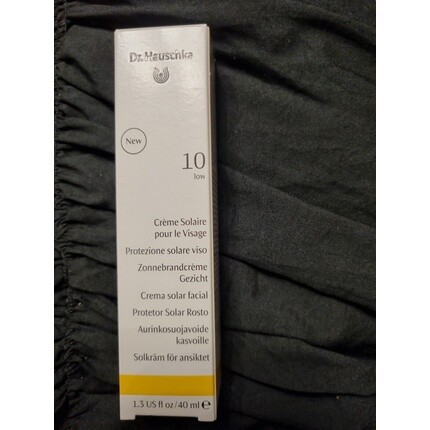 Dr. Hauschka
New
10
low
Crème Solaire
pour le Visage
Protezione solare viso
Zonnebrandcrème
Gezicht
Crema solar facial
Protetor Solar Rosto
Aurinkosuojavoide
kasvoille
Solkräm för ansiktet
1.3 US fl oz / 40 ml ℮